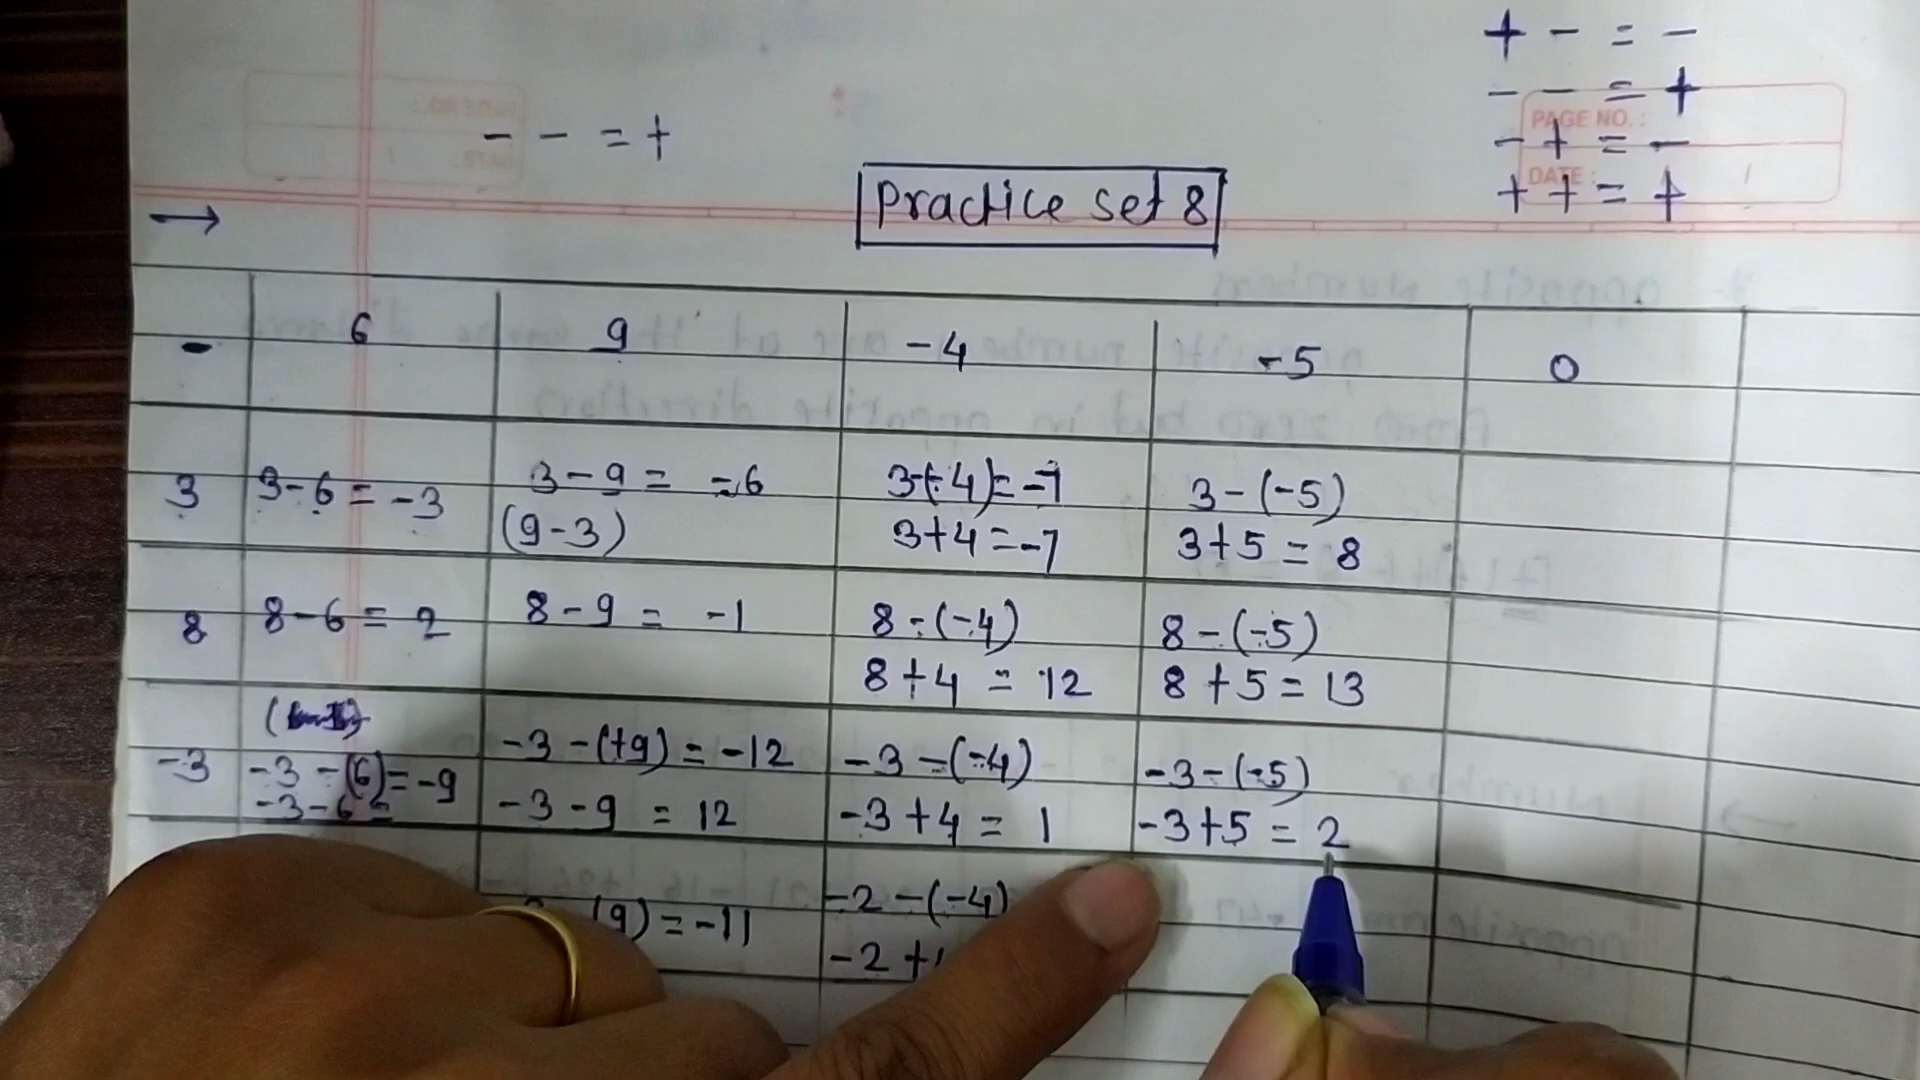 + - = -
- - = +
- + = -
+ + = +
PAGE NO. :
DATE :
- - = +
Practice set 8
→
- 6 9 -4 -5 0
3 3-6 = -3 3-9 = -6 3-(-4) = -7 3-(-5)
(9-3) 3+4 = -7 3+5 = 8
8 8-6 = 2 8-9 = -1 8-(-4) 8-(-5)
8+4 = 12 8+5 = 13
-3 -3-(6) = -9 -3-(+9) = -12 -3-(-4) -3-(-5)
-3-6 = -3-9 = 12 -3+4 = 1 -3+5 = 2
(9) = -11 -2-(-4)
-2+